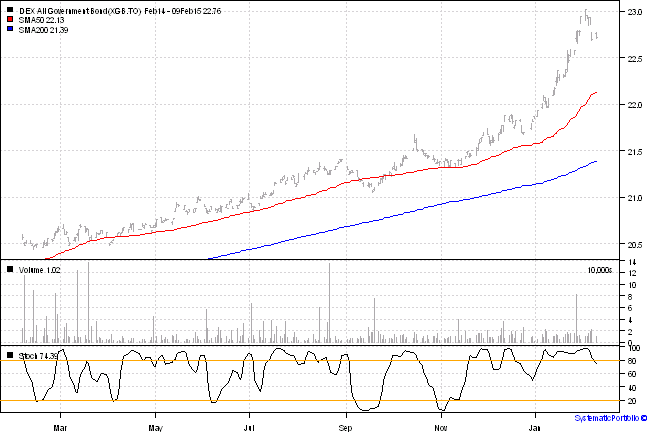 DEX All Government Bond(XGB.TO) Feb14 - 09Feb15 22.76
SMA50 22.13
SMA200 21.39
23.0
22.5
22.0
21.5
21.0
20.5
Volume 1.02
10,000s
14
12
10
8
6
4
2
0
Stoch 74.39
100
80
60
40
20
Mar May Jul Sep Nov Jan
SystematicPortfolio ©